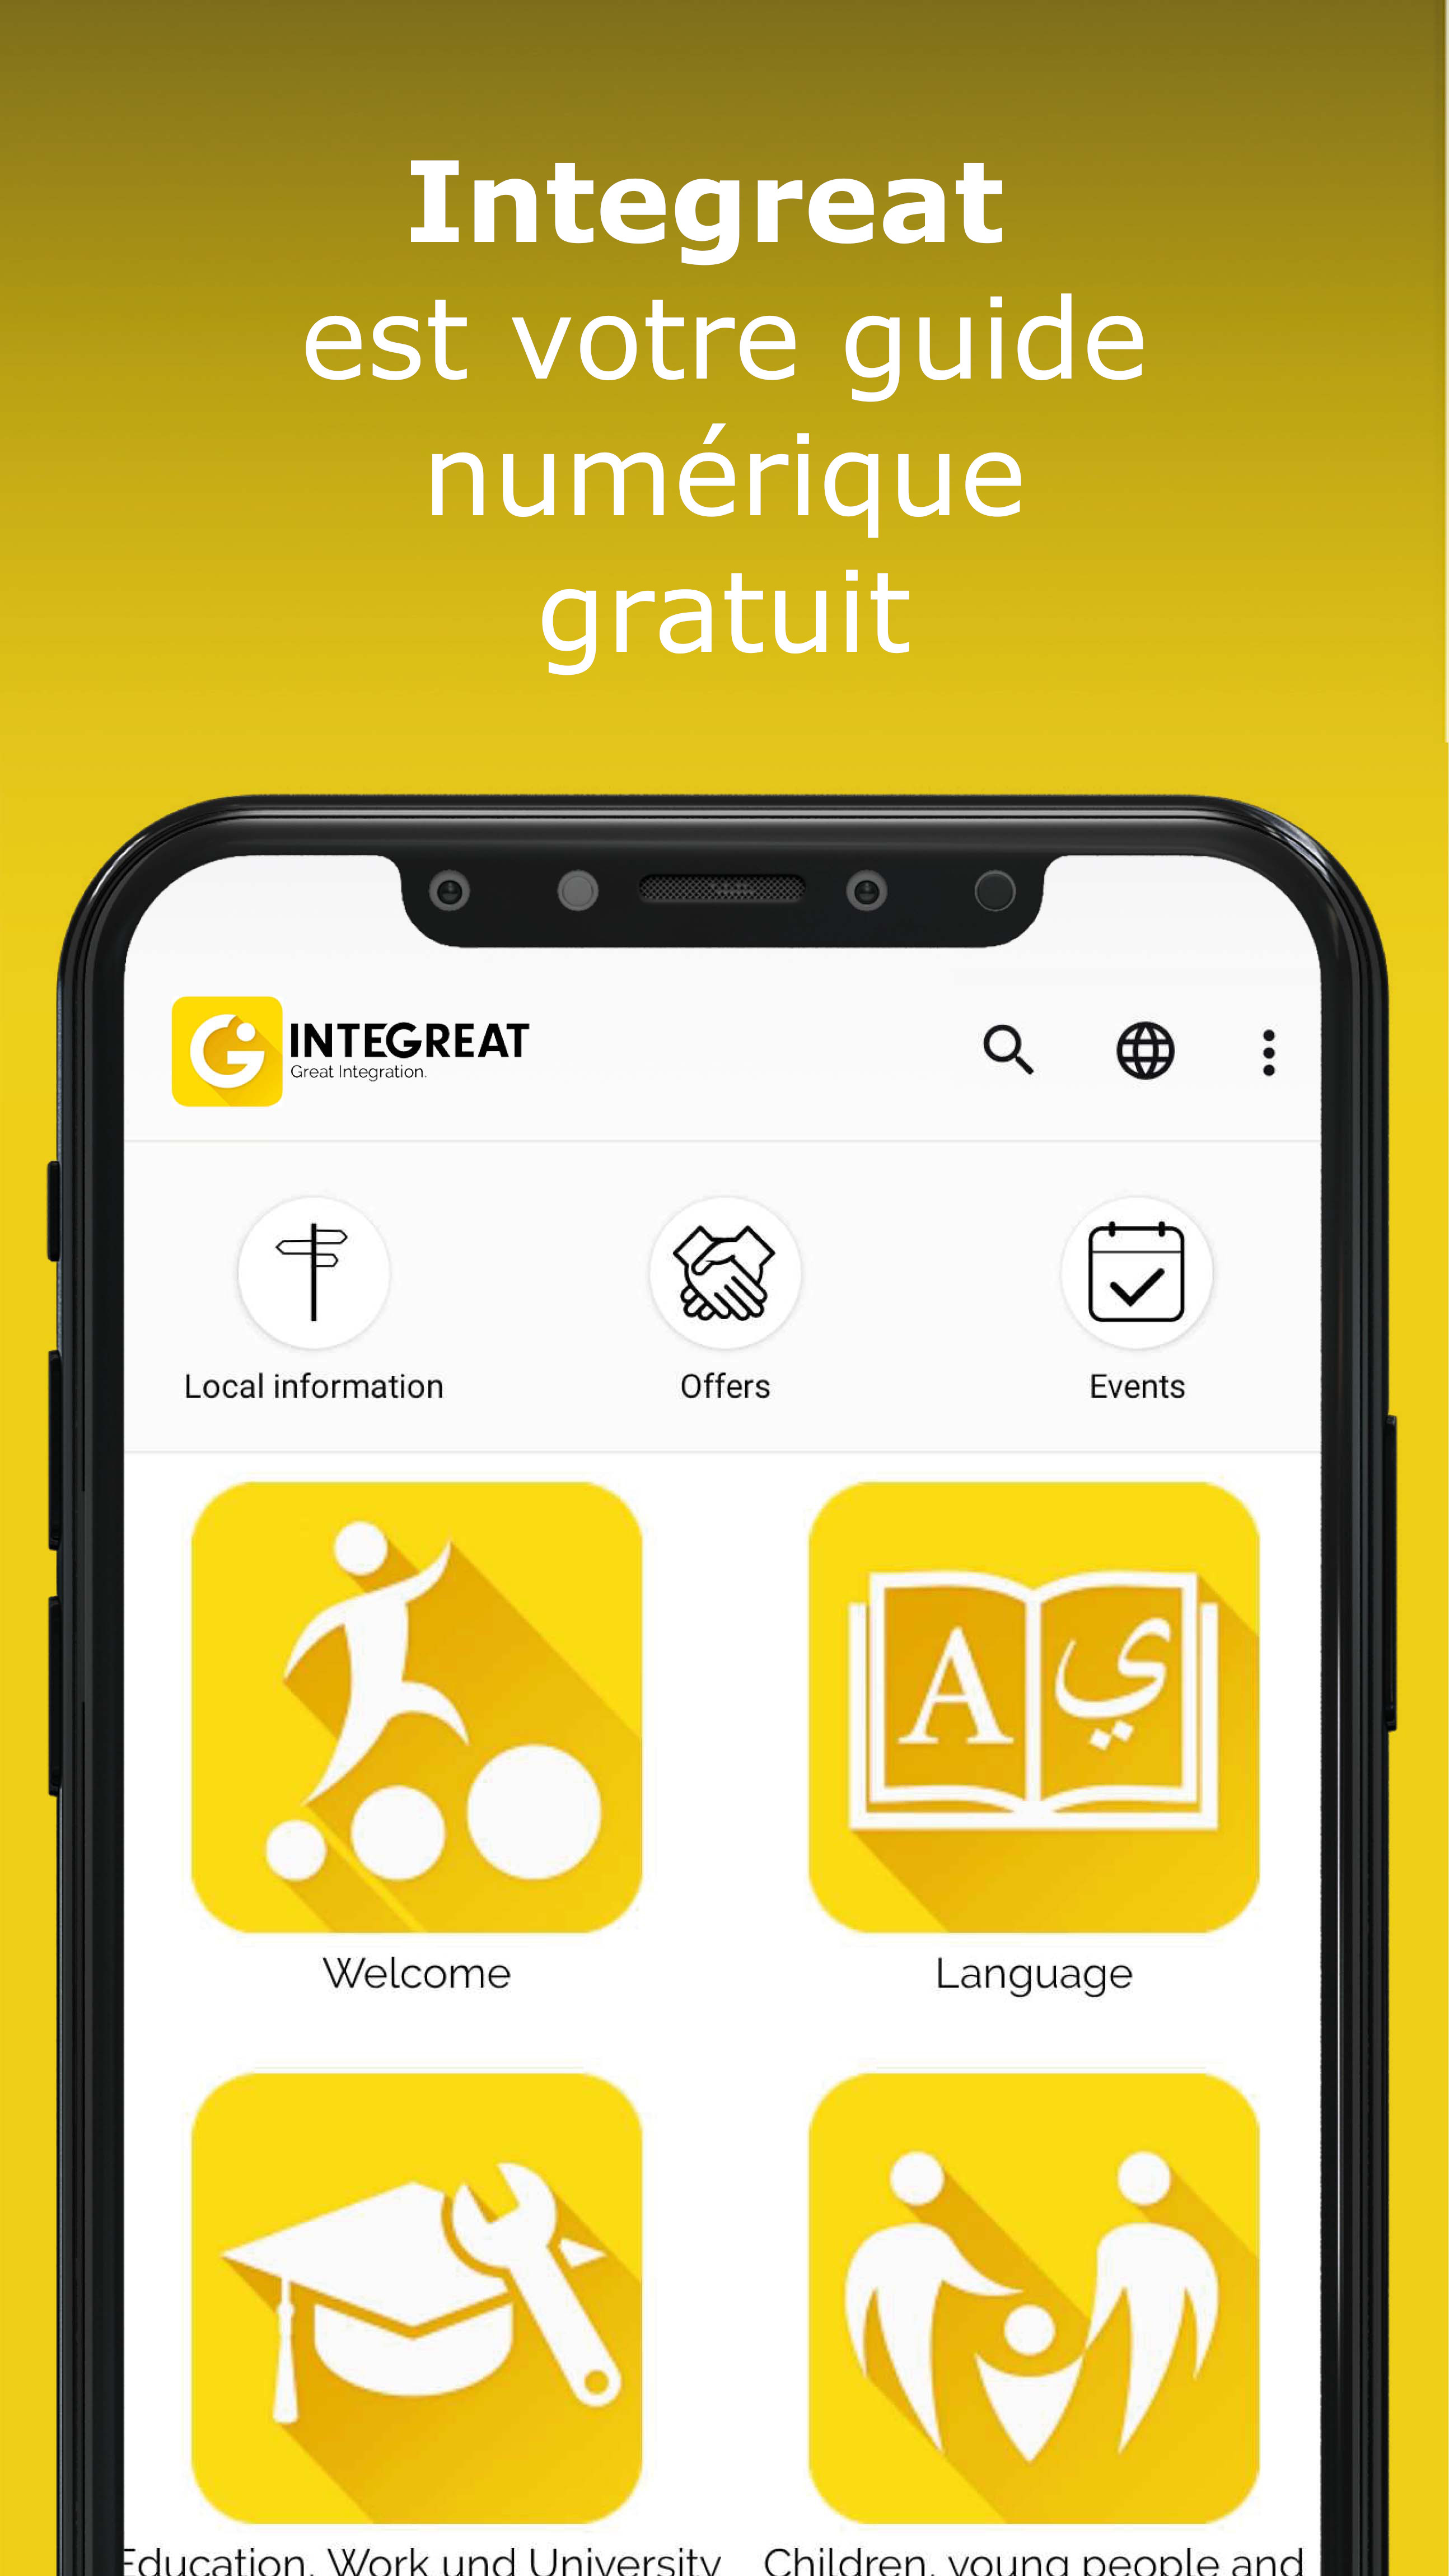 Integreat
est votre guide
numérique
gratuit
INTEGREAT
Great Integration.
Local information
Offers
Events
A ي
Welcome
Language
Education, Work und University
Children, young people and